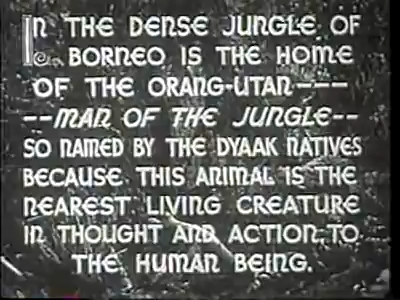 IN THE DENSE JUNGLE OF
© BORNEO IS THE HOME
OF THE ORANG-UTAN---
--MAN OF THE JUNGLE--
SO NAMED BY THE DYAAK NATIVES
BECAUSE THIS ANIMAL IS THE
NEAREST LIVING CREATURE
IN THOUGHT AND ACTION TO
THE HUMAN BEING.